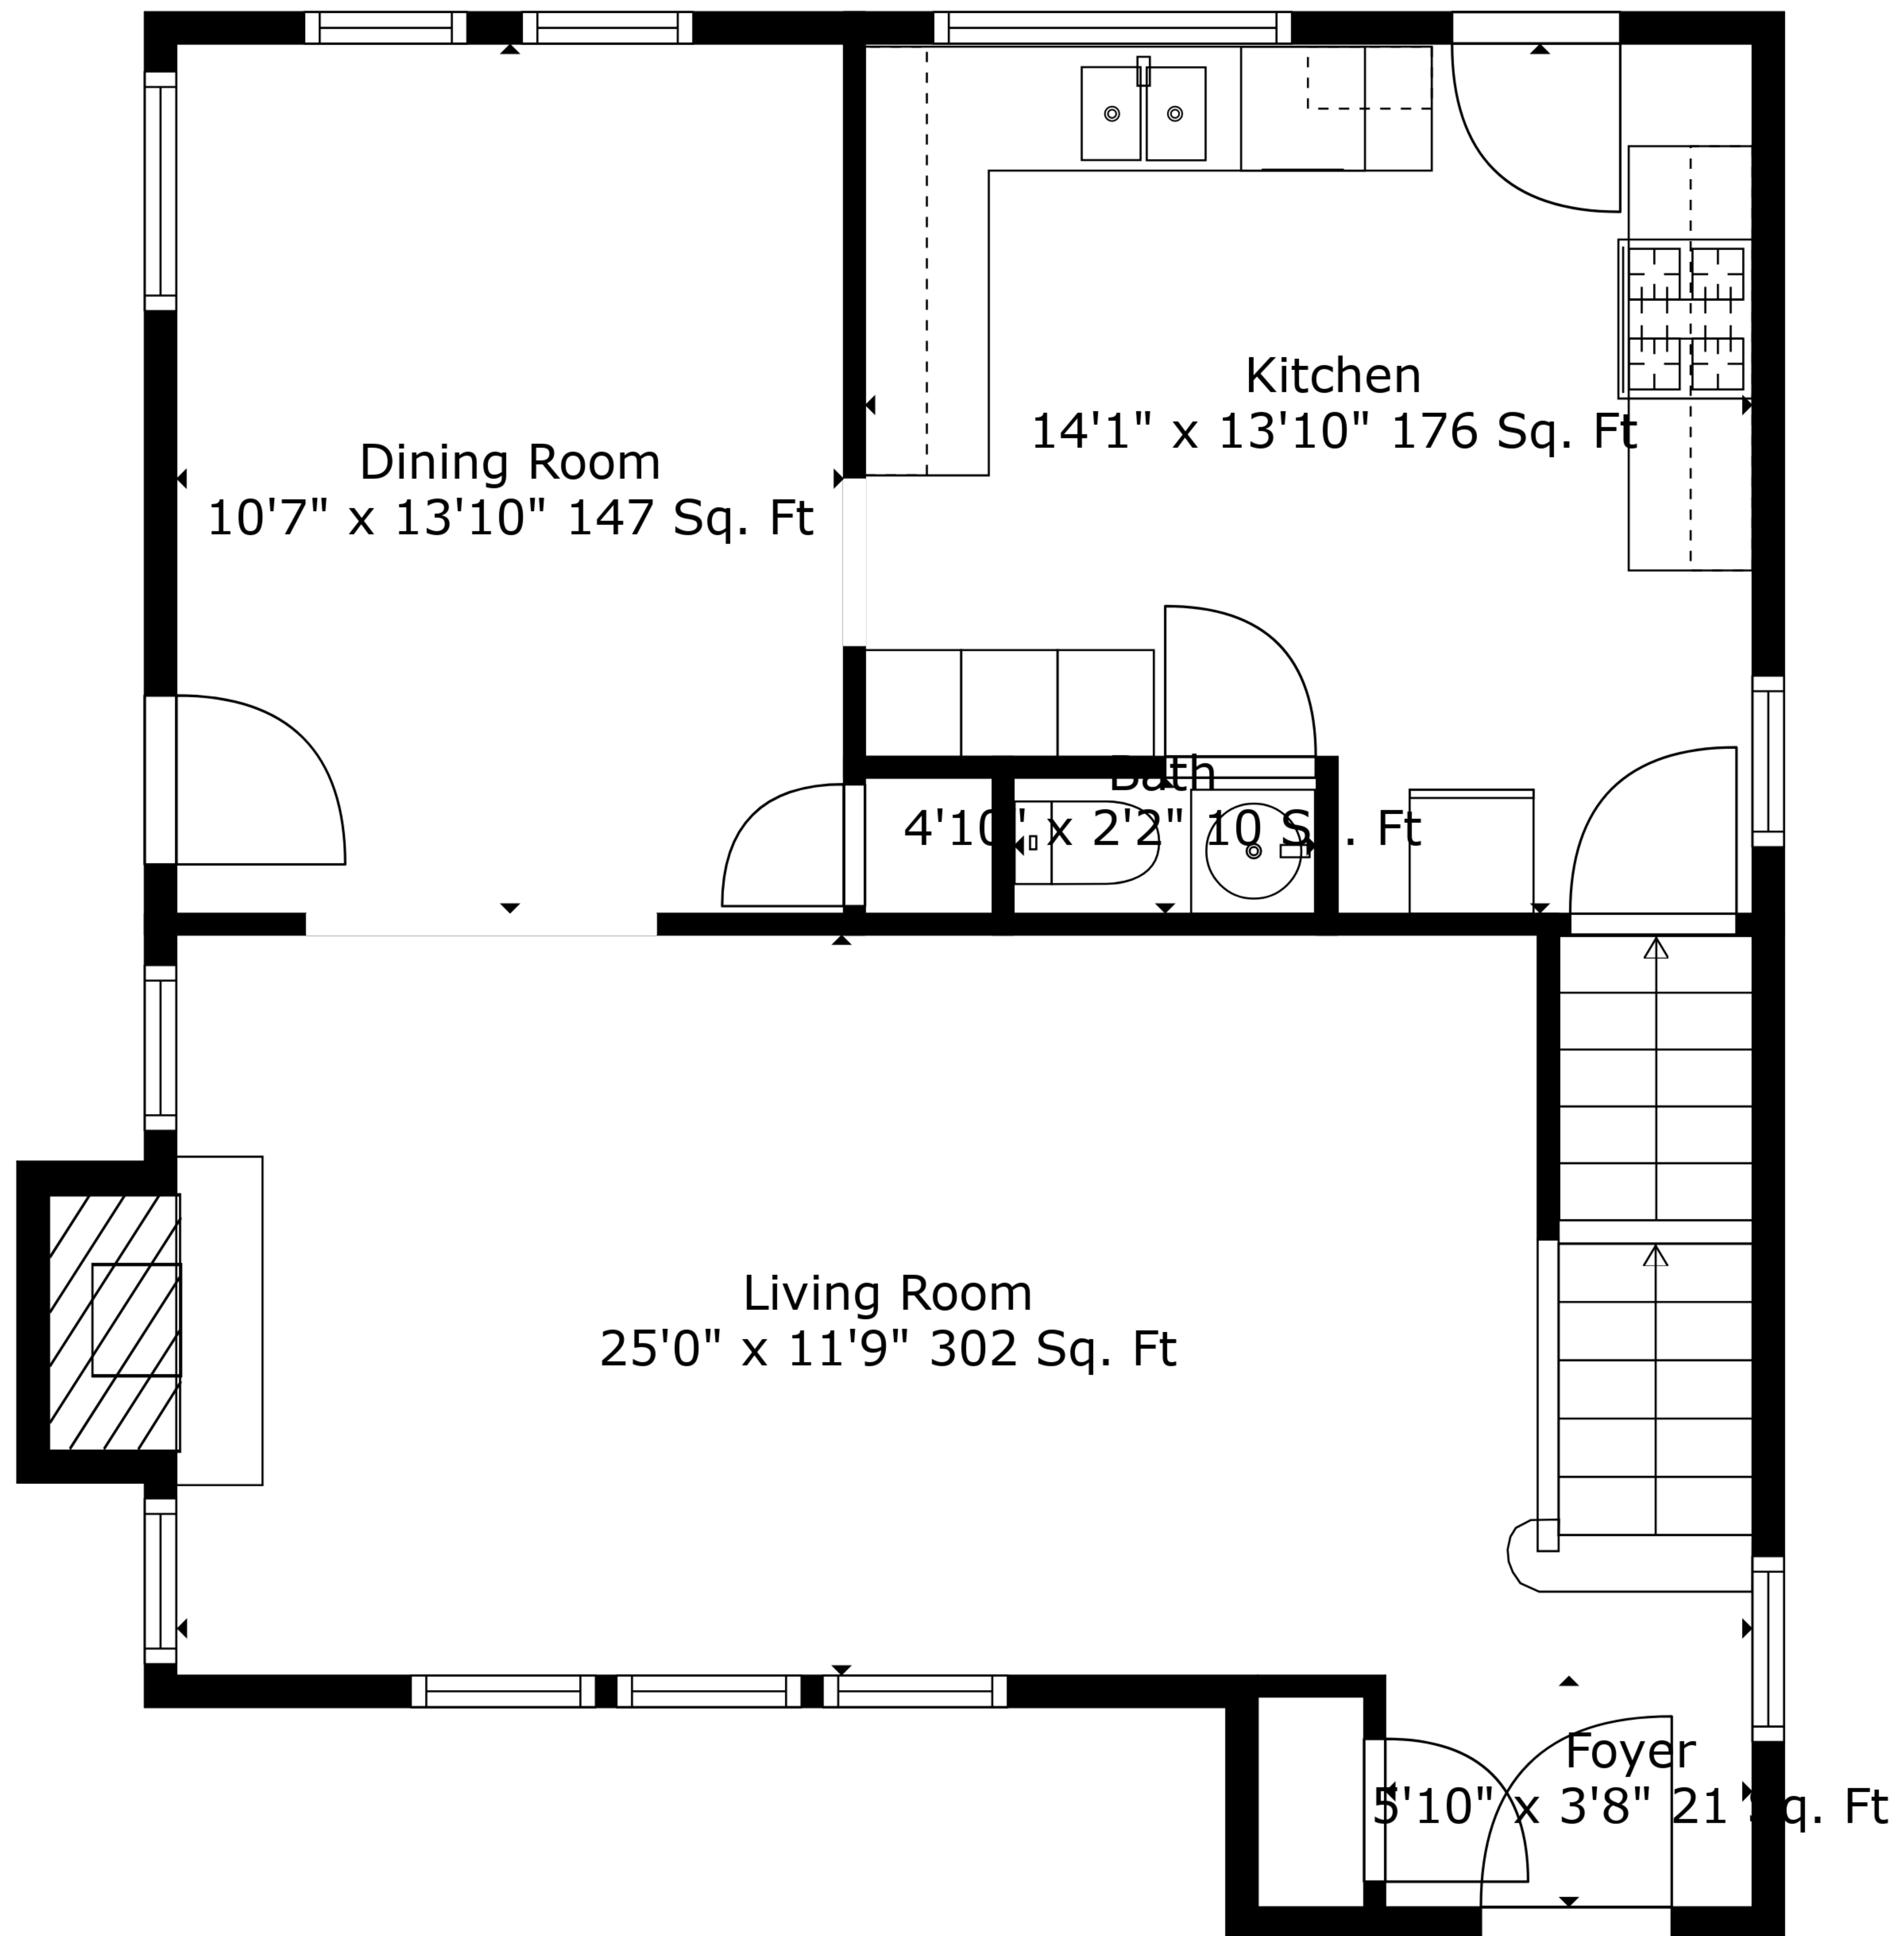 Kitchen
14'1" x 13'10" 176 Sq. Ft
Dining Room
10'7" x 13'10" 147 Sq. Ft
Bath
4'10" x 2'2" 10 Sq. Ft
Living Room
25'0" x 11'9" 302 Sq. Ft
Foyer
5'10" x 3'8" 21 Sq. Ft